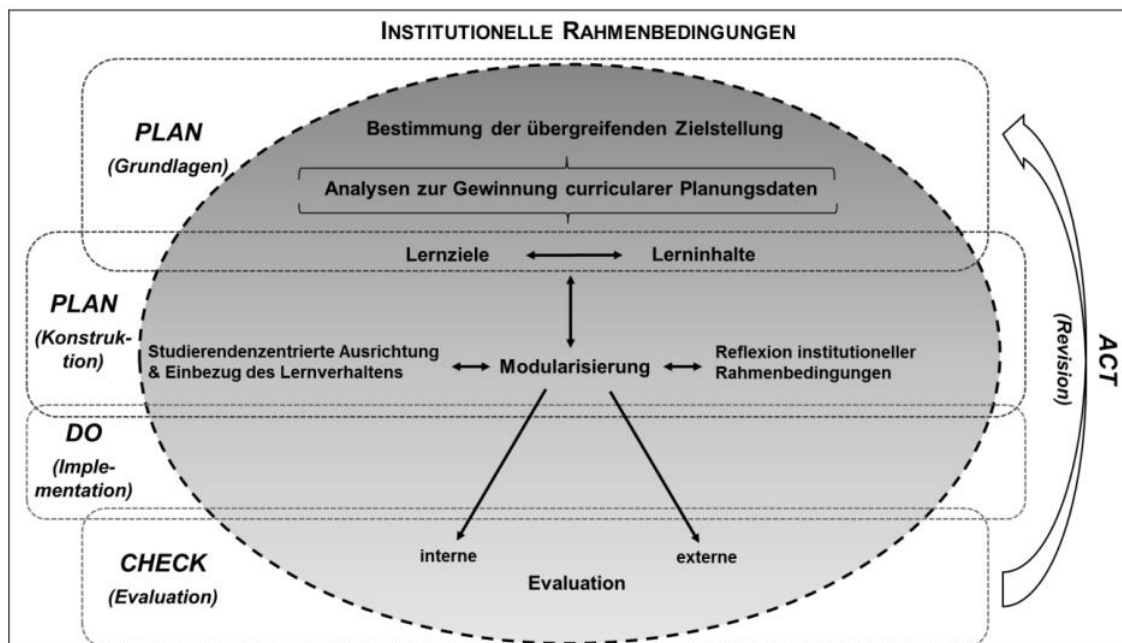 INSTITUTIONELLE RAHMENBEDINGUNGEN
PLAN
(Grundlagen)
Bestimmung der übergreifenden Zielstellung
Analysen zur Gewinnung curricularer Planungsdaten
Lernziele
Lerninhalte
PLAN
(Konstruk-
tion)
Studierendenzentrierte Ausrichtung
& Einbezug des Lernverhaltens
Modularisierung
Reflexion institutioneller
Rahmenbedingungen
DO
(Imple-
mentation)
CHECK
(Evaluation)
interne
externe
Evaluation
ACT
(Revision)